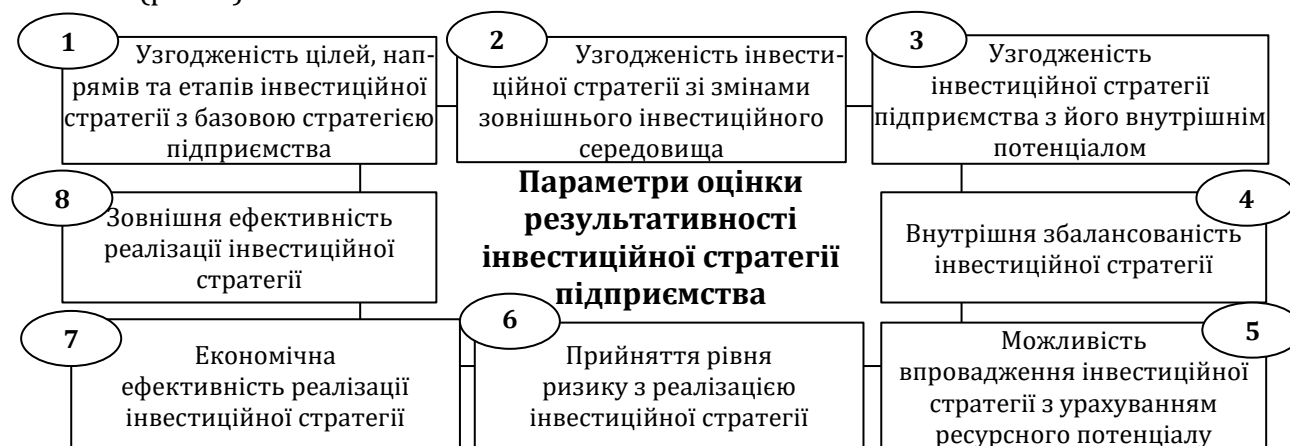 1
Узгодженість цілей, нап-
рямів та етапів інвестиційної
стратегії з базовою стратегією
підприємства
2
Узгодженість інвести-
ційної стратегії зі змінами
зовнішнього інвестиційного
середовища
3
Узгодженість
інвестиційної стратегії
підприємства з його внутрішнім
потенціалом
8
Зовнішня ефективність
реалізації інвестиційної
стратегії
Параметри оцінки
результативності
інвестиційної стратегії
підприємства
4
Внутрішня збалансованість
інвестиційної стратегії
7
Економічна
ефективність реалізації
інвестиційної стратегії
6
Прийняття рівня
ризику з реалізацією
інвестиційної стратегії
5
Можливість
впровадження інвестиційної
стратегії з урахуванням
ресурсного потенціалу